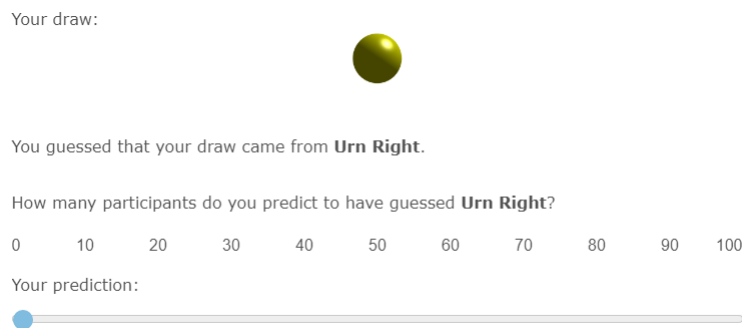 Your draw:
You guessed that your draw came from Urn Right.
How many participants do you predict to have guessed Urn Right?
0 10 20 30 40 50 60 70 80 90 100
Your prediction: